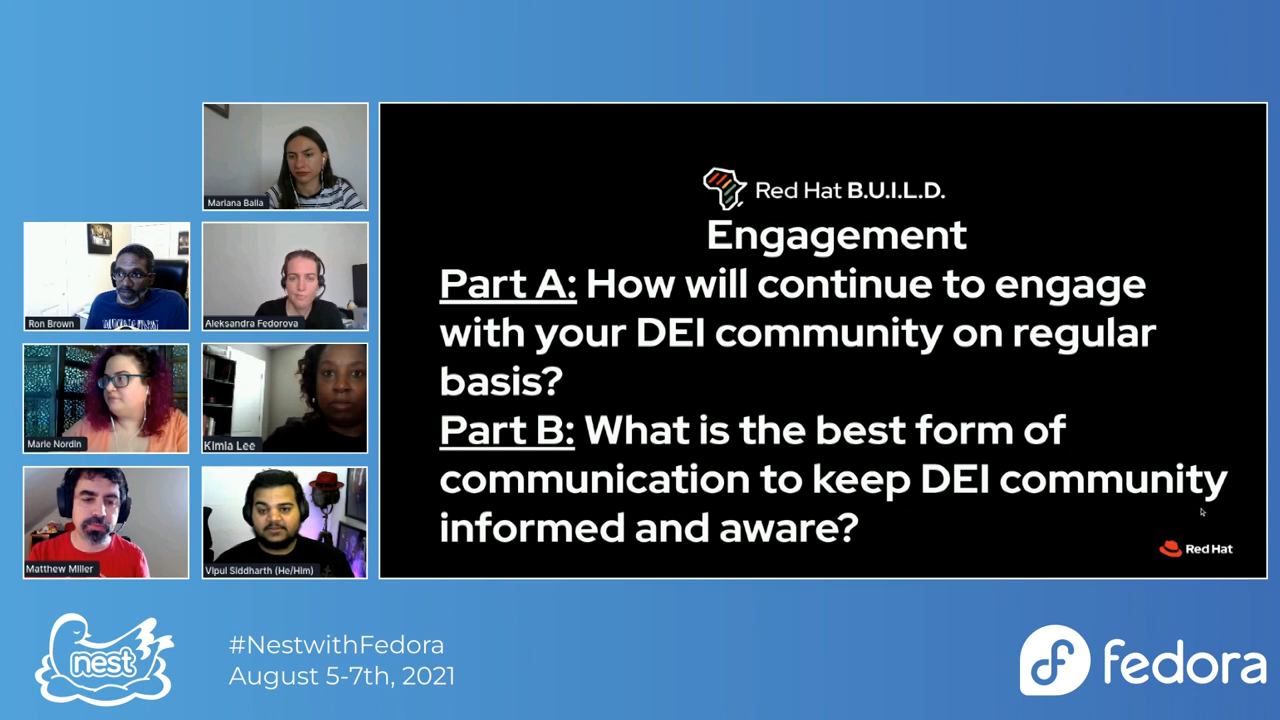 Mariana Balla
Ron Brown
Aleksandra Fedorova
Marie Nordin
Kimla Lee
Matthew Miller
Vipul Siddharth (He/Him)
Red Hat B.U.I.L.D.
Engagement
Part A: How will continue to engage
with your DEI community on regular
basis?
Part B: What is the best form of
communication to keep DEI community
informed and aware?
Red Hat
nest
#NestwithFedora
August 5-7th, 2021
fedora